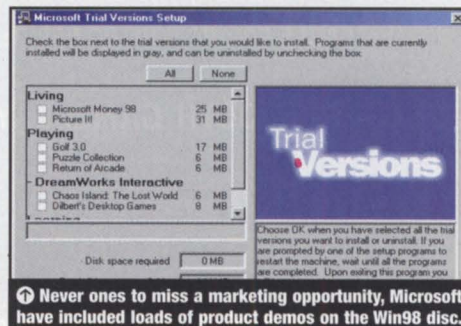 Microsoft Trial Versions Setup
Check the box next to the trial versions that you would like to install. Programs that are currently
installed will be displayed in gray, and can be uninstalled by unchecking the box.
All None
Living
Microsoft Money 98 25 MB
Picture It! 31 MB
Playing
Golf 3.0 17 MB
Puzzle Collection 6 MB
Return of Arcade 6 MB
DreamWorks Interactive
Chaos Island: The Lost World 6 MB
Dilbert's Desktop Games 8 MB
Trial
Versions
Disk space required 0 MB
Choose OK when you have selected all the trial
versions you want to install or uninstall. If you
are prompted by one of the setup programs to
restart the machine, wait until all the programs
are completed. Upon exiting this program you
Never ones to miss a marketing opportunity, Microsoft
have included loads of product demos on the Win98 disc.